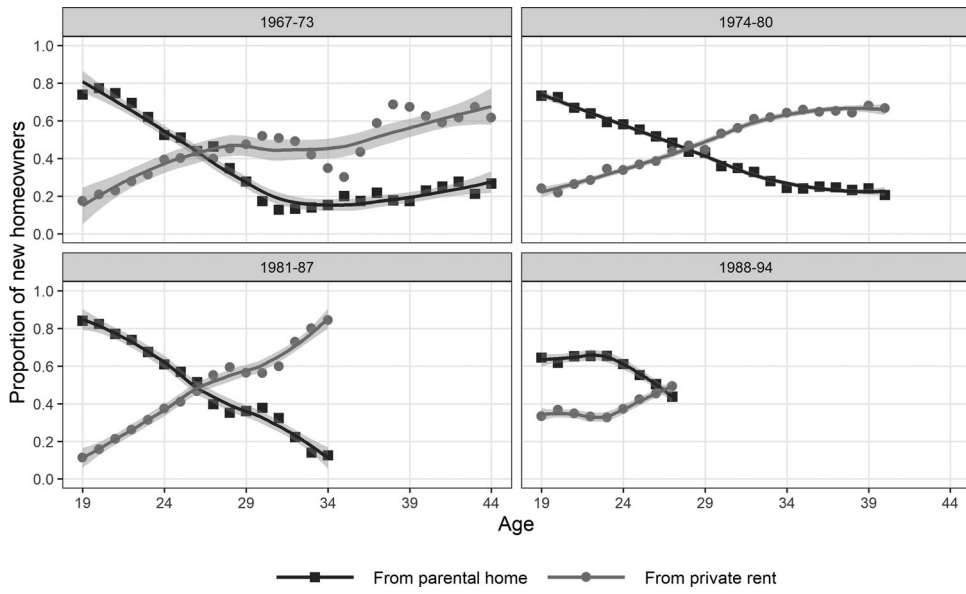 1967-73
1974-80
1.0
0.8
0.6
0.4
0.2
0.0
1981-87
1988-94
1.0
0.8
0.6
0.4
0.2
0.0
19 24 29 34 39 44
19 24 29 34 39 44
Proportion of new homeowners
Age
From parental home
From private rent